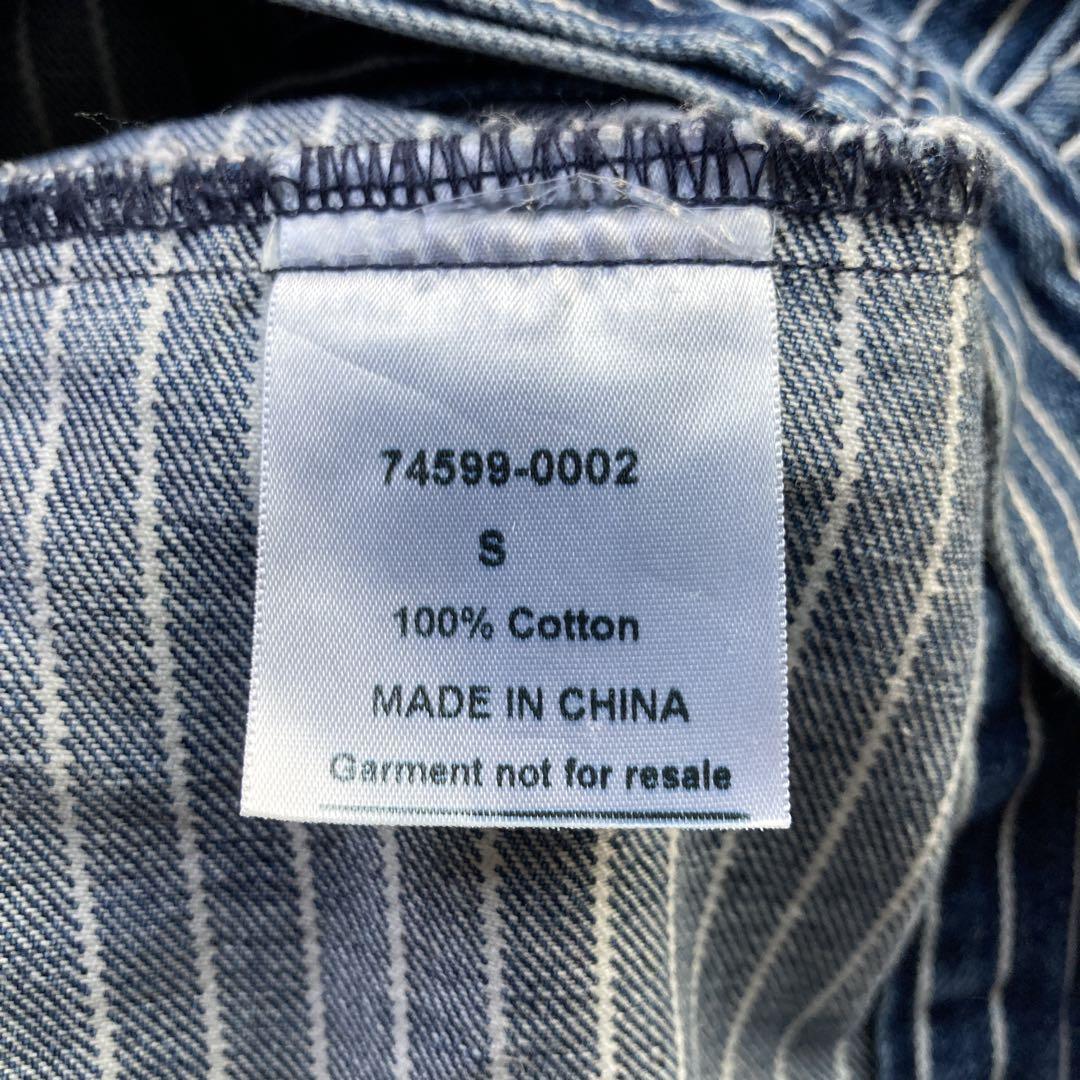 74599-0002
S
100% Cotton
MADE IN CHINA
Garment not for resale